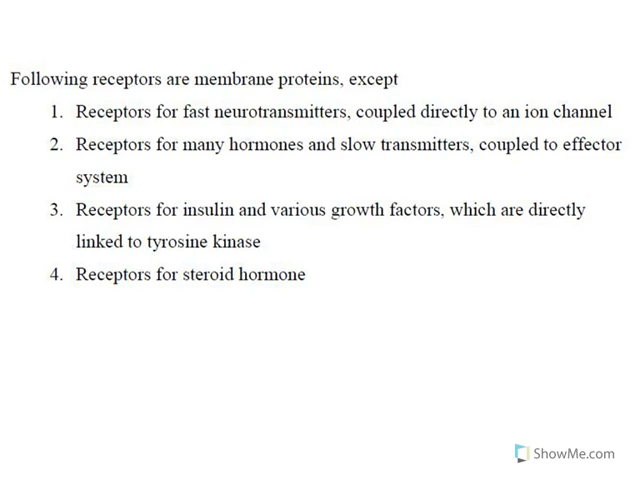 Following receptors are membrane proteins, except
1. Receptors for fast neurotransmitters, coupled directly to an ion channel
2. Receptors for many hormones and slow transmitters, coupled to effector
system
3. Receptors for insulin and various growth factors, which are directly
linked to tyrosine kinase
4. Receptors for steroid hormone
ShowMe.com